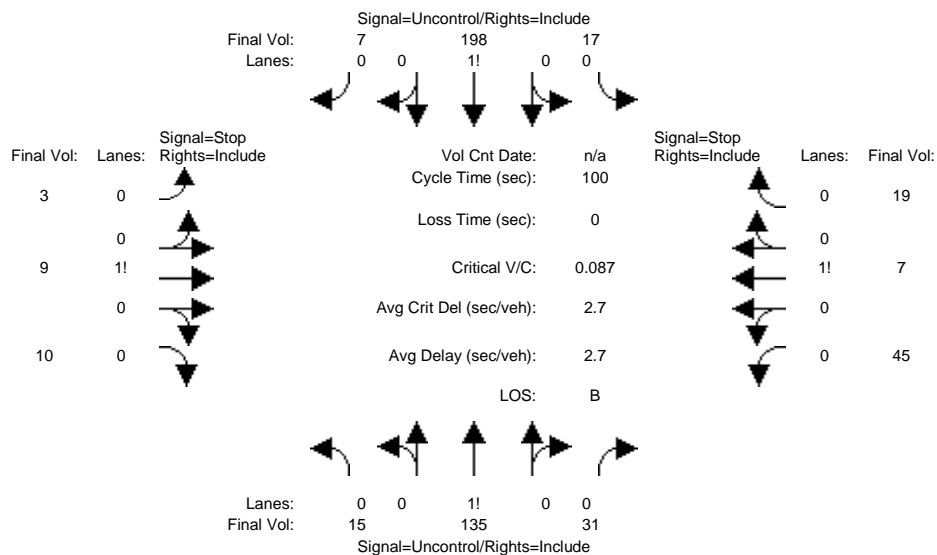 Signal=Uncontrol/Rights=Include
Final Vol: 7 198 17
Lanes: 0 0 1! 0 0
Signal=Stop
Final Vol: Lanes: Rights=Include
Vol Cnt Date: n/a
Signal=Stop
Rights=Include Lanes: Final Vol:
Cycle Time (sec): 100
3 0
0 19
Loss Time (sec): 0
0
0
9 1!
Critical V/C: 0.087
1! 7
0
Avg Crit Del (sec/veh): 2.7
0
10 0
Avg Delay (sec/veh): 2.7
0 45
LOS: B
Lanes: 0 0 1! 0 0
Final Vol: 15 135 31
Signal=Uncontrol/Rights=Include